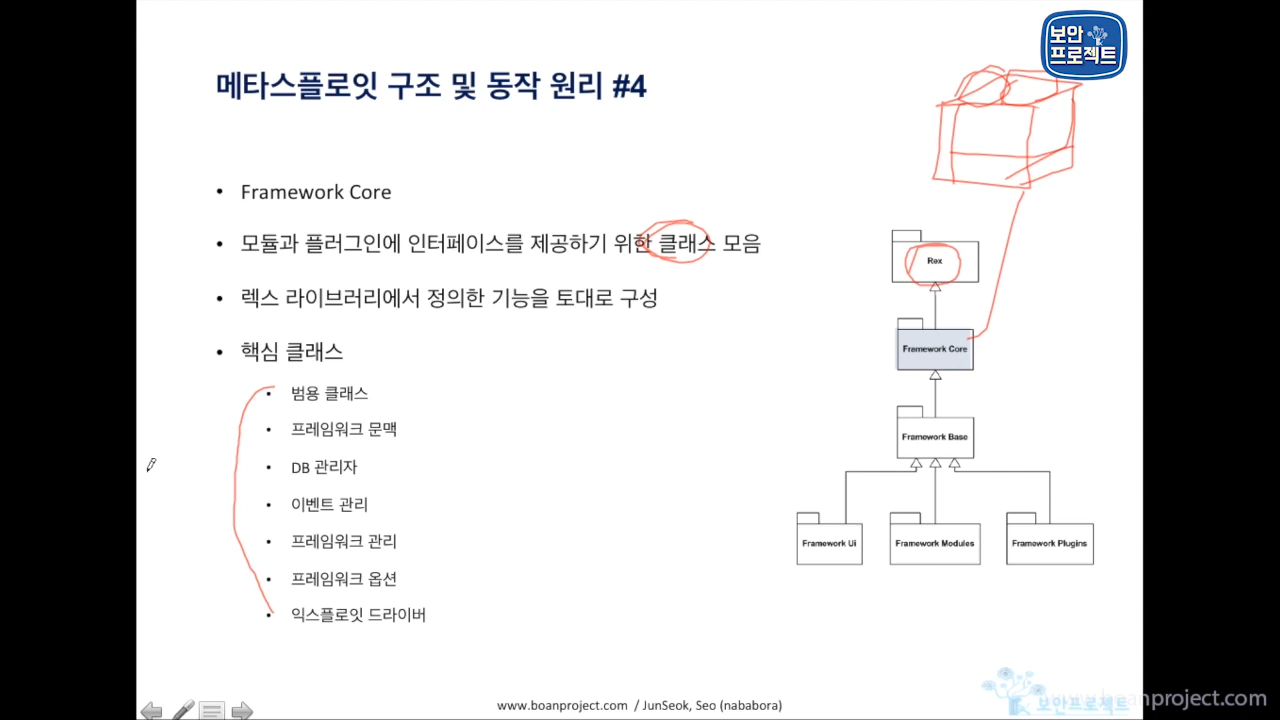 보안
프로젝트
메타스플로잇 구조 및 동작 원리 #4
• Framework Core
• 모듈과 플러그인에 인터페이스를 제공하기 위한 클래스 모음
• 렉스 라이브러리에서 정의한 기능을 토대로 구성
• 핵심 클래스
• 범용 클래스
• 프레임워크 문맥
• DB 관리자
• 이벤트 관리
• 프레임워크 관리
• 프레임워크 옵션
• 익스플로잇 드라이버
Rex
Framework Core
Framework Base
Framework Ui
Framework Modules
Framework Plugins
www.boanproject.com / JunSeok, Seo (nababora)
보안프로젝트
www.boanproject.com